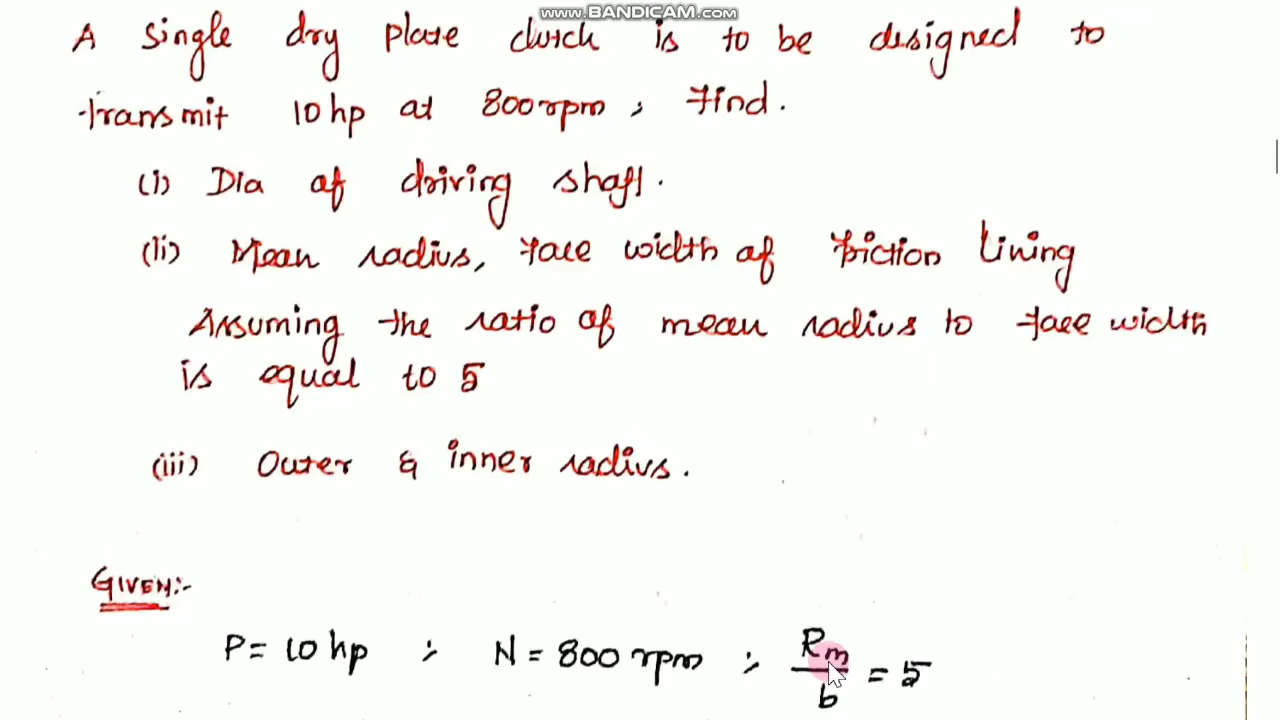 www.BANDICAM.com
A single dry plate clutch is to be designed to
transmit 10 hp at 800 rpm ; Find.
(i) Dia of driving shaft.
(ii) Mean radius, face width of friction lining
Assuming the ratio of mean radius to face width
is equal to 5
(iii) Outer & inner radius.
GIVEN:-
P = 10 hp ; N = 800 rpm ; Rm/b = 5